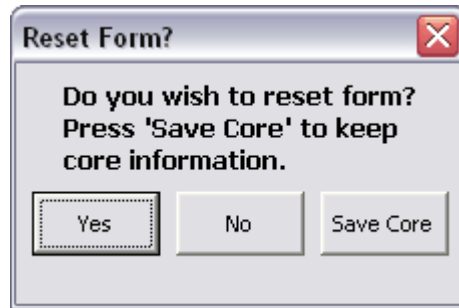 Reset Form?
Do you wish to reset form?
Press 'Save Core' to keep
core information.
Yes
No
Save Core